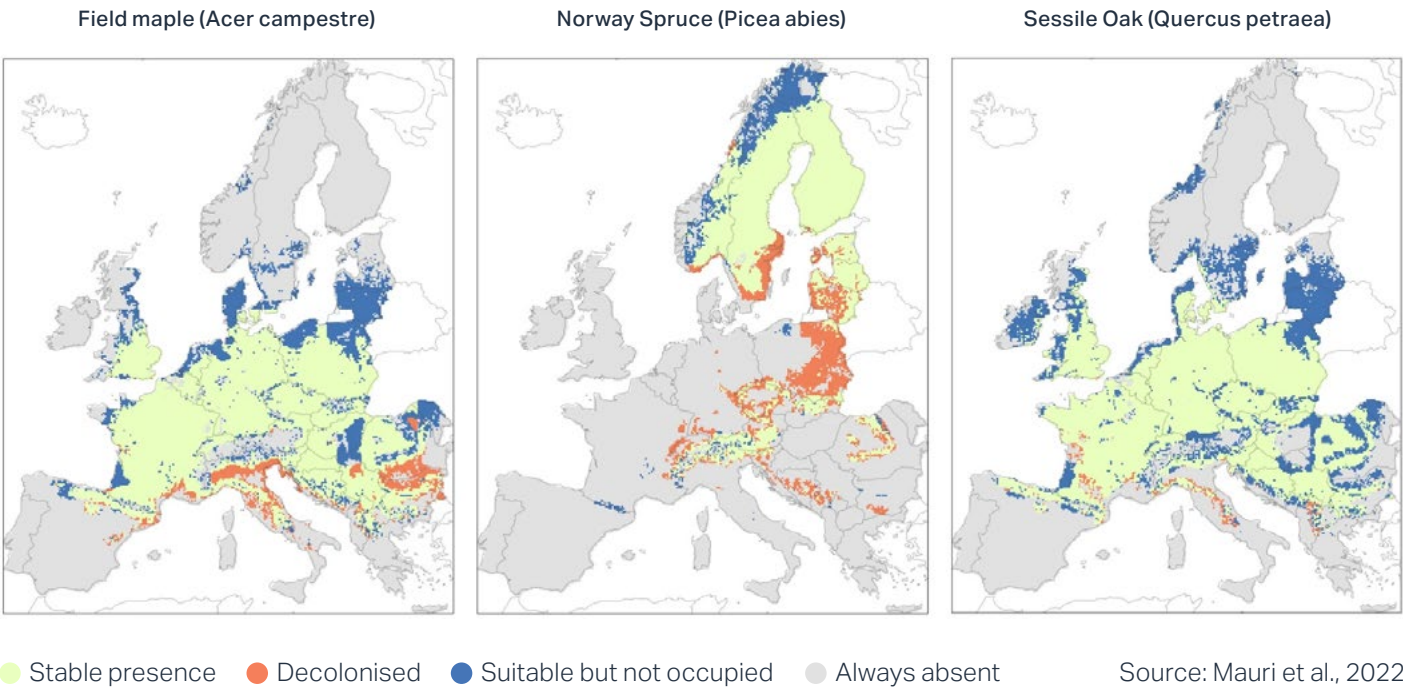 Field maple (Acer campestre)
Norway Spruce (Picea abies)
Sessile Oak (Quercus petraea)
Stable presence
Decolonised
Suitable but not occupied
Always absent
Source: Mauri et al., 2022